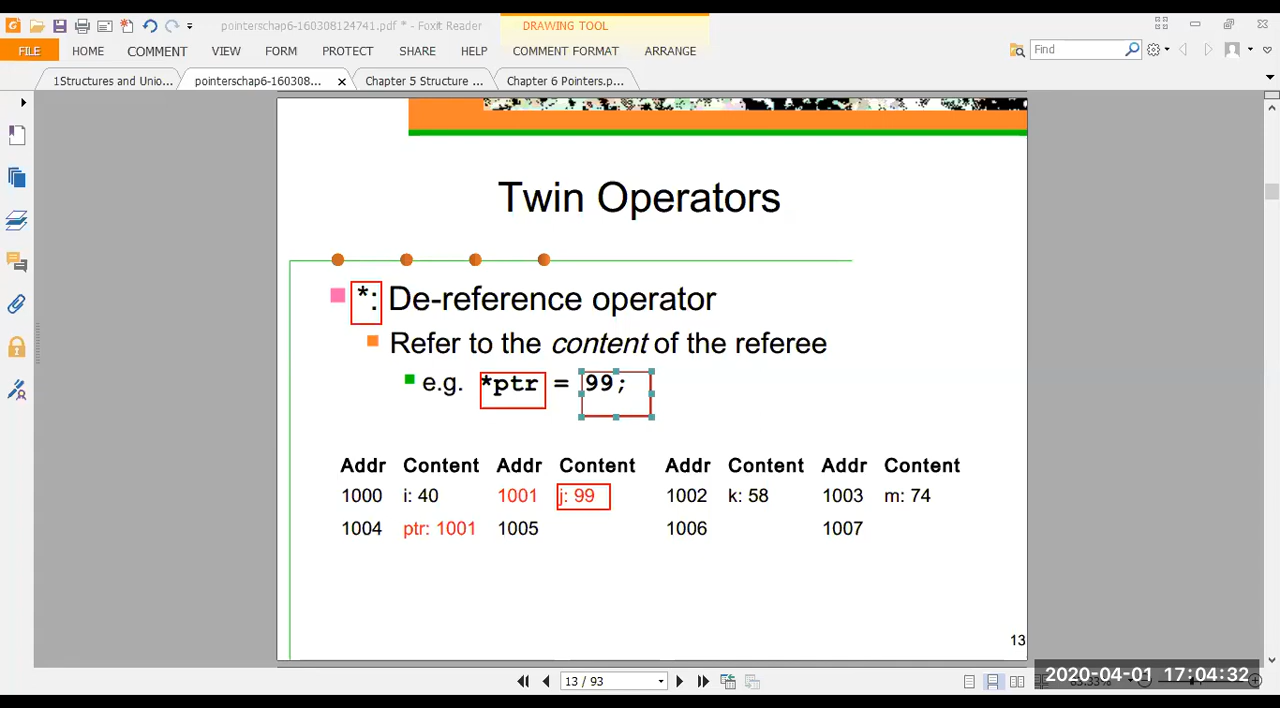 pointerschap6-160308124741.pdf * - Foxit Reader
DRAWING TOOL
FILE HOME COMMENT VIEW FORM PROTECT SHARE HELP COMMENT FORMAT ARRANGE
Find
1Structures and Unio... pointerschap6-160308... × Chapter 5 Structure ... Chapter 6 Pointers.p...
Twin Operators
*: De-reference operator
Refer to the content of the referee
e.g. *ptr = 99;
Addr Content Addr Content Addr Content Addr Content
1000 i: 40 1001 j: 99 1002 k: 58 1003 m: 74
1004 ptr: 1001 1005 1006 1007
13
13 / 93
2020-04-01 17:04:32